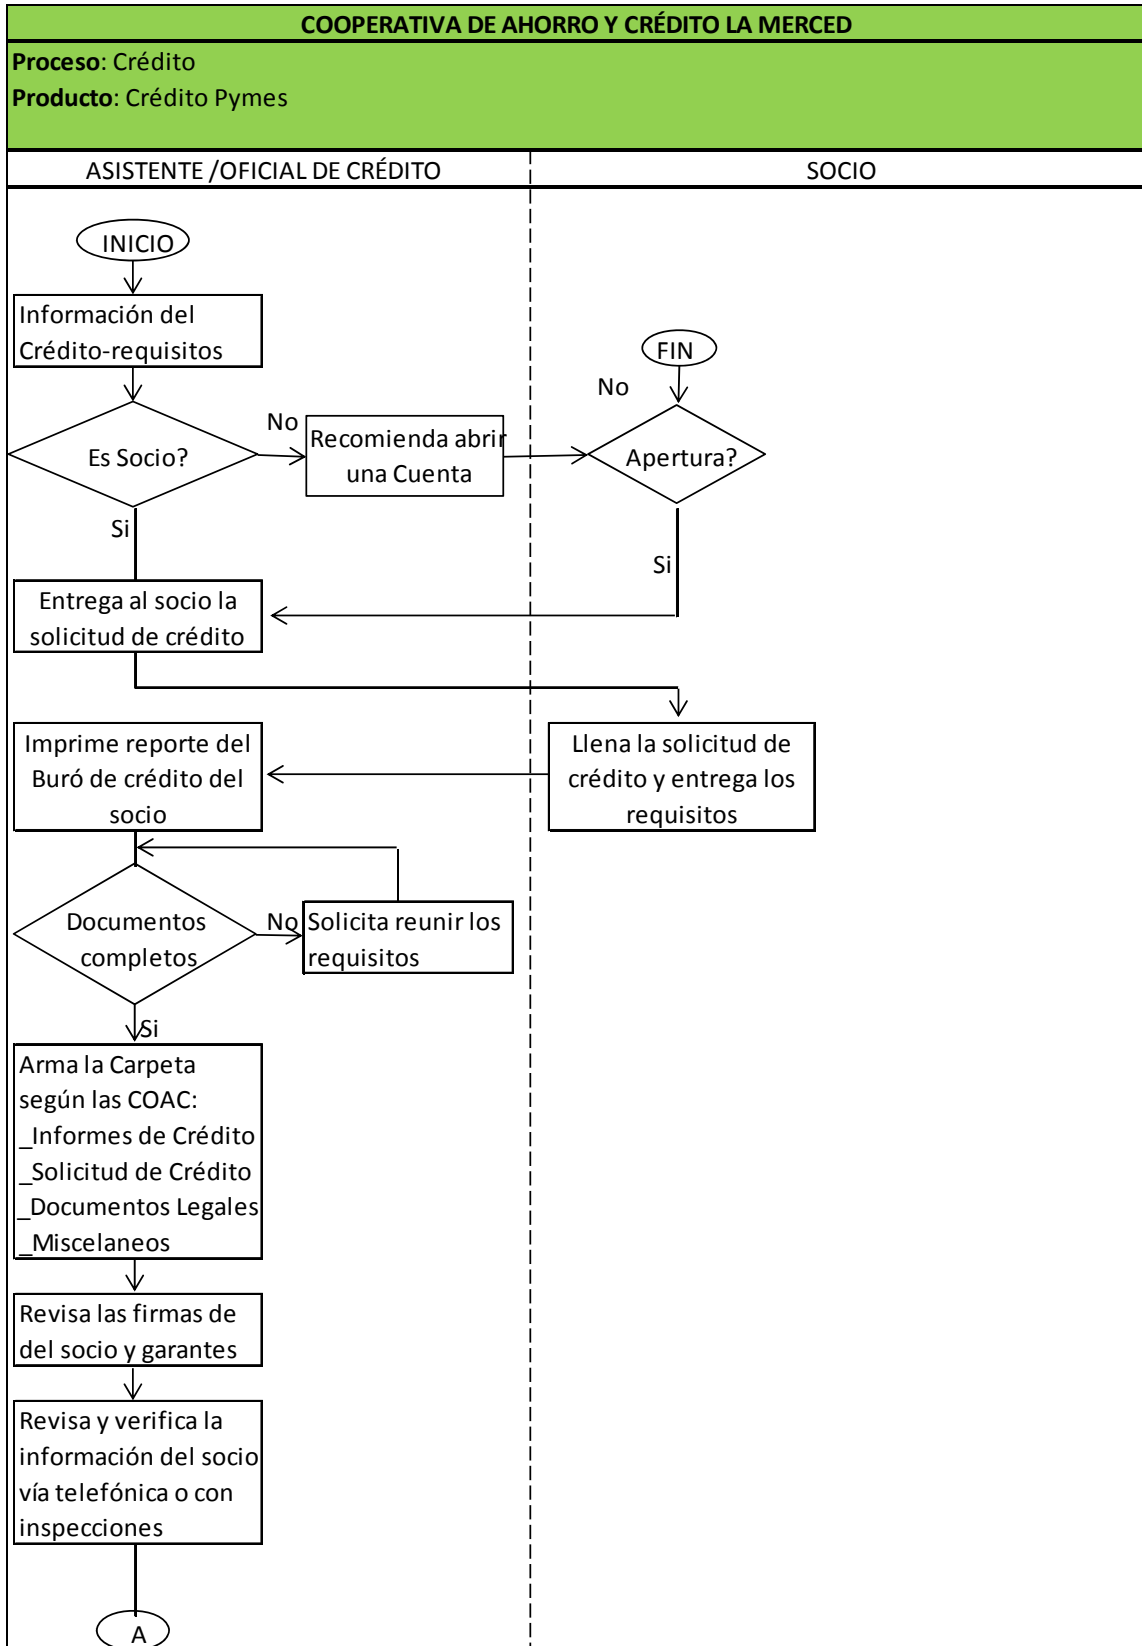 COOPERATIVA DE AHORRO Y CRÉDITO LA MERCED
Proceso: Crédito
Producto: Crédito Pymes
ASISTENTE /OFICIAL DE CRÉDITO
SOCIO
INICIO
Información del
Crédito-requisitos
FIN
No
Es Socio?
No
Recomienda abrir
una Cuenta
Apertura?
Si
Si
Entrega al socio la
solicitud de crédito
Imprime reporte del
Buró de crédito del
socio
Llena la solicitud de
crédito y entrega los
requisitos
Documentos
completos
No
Solicita reunir los
requisitos
Si
Arma la Carpeta
según las COAC:
_Informes de Crédito
_Solicitud de Crédito
_Documentos Legales
_Miscelaneos
Revisa las firmas de
del socio y garantes
Revisa y verifica la
información del socio
vía telefónica o con
inspecciones
A